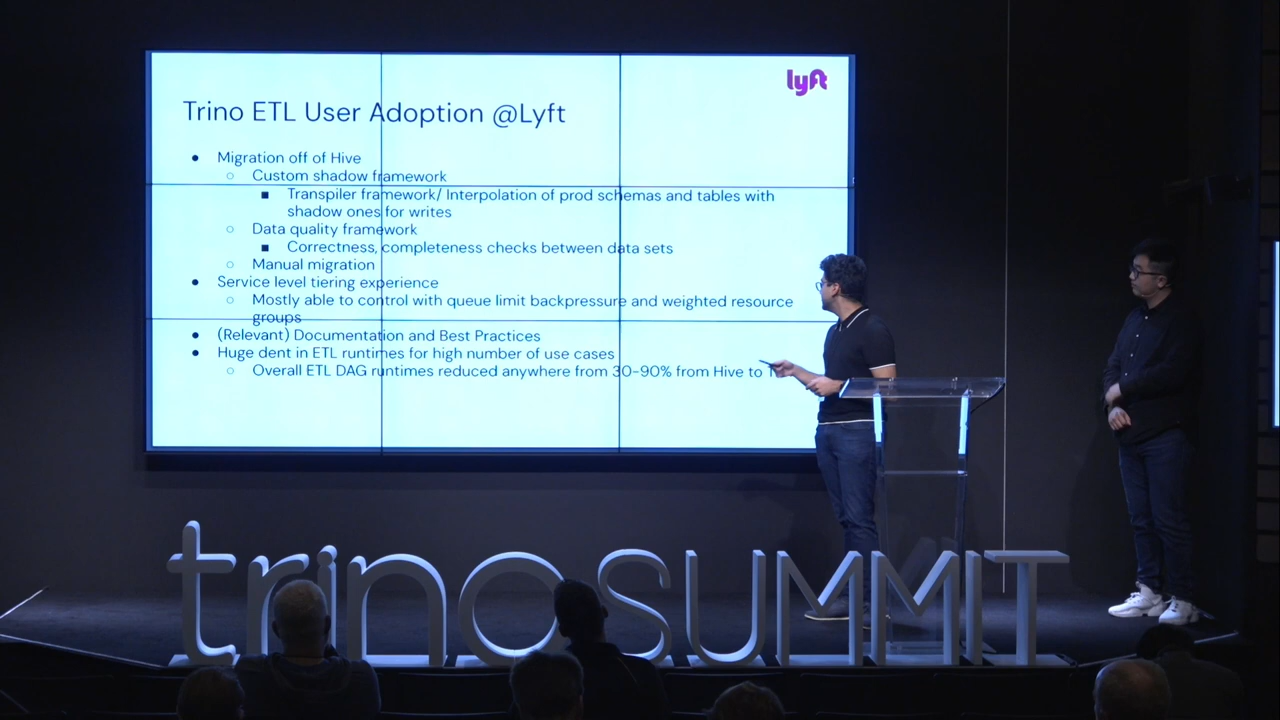 lyft
Trino ETL User Adoption @Lyft
● Migration off of Hive
○ Custom shadow framework
■ Transpiler framework/ Interpolation of prod schemas and tables with
shadow ones for writes
○ Data quality framework
■ Correctness, completeness checks between data sets
○ Manual migration
● Service level tiering experience
○ Mostly able to control with queue limit backpressure and weighted resource
groups
● (Relevant) Documentation and Best Practices
● Huge dent in ETL runtimes for high number of use cases
○ Overall ETL DAG runtimes reduced anywhere from 30-90% from Hive to
trinoSUMMIT